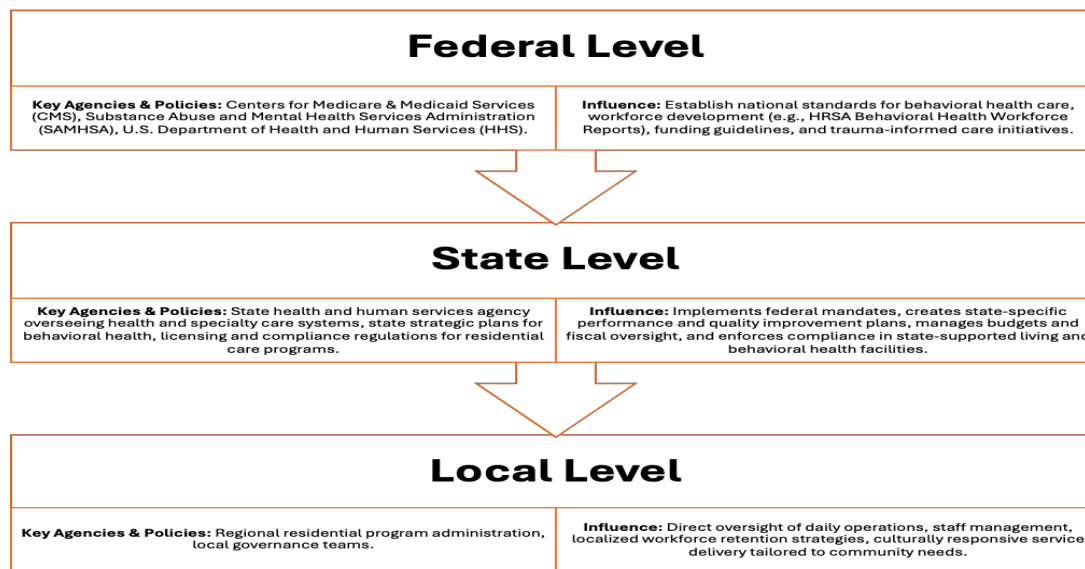 Federal Level
Key Agencies & Policies: Centers for Medicare & Medicaid Services
(CMS), Substance Abuse and Mental Health Services Administration
(SAMHSA), U.S. Department of Health and Human Services (HHS).
Influence: Establish national standards for behavioral health care,
workforce development (e.g., HRSA Behavioral Health Workforce
Reports), funding guidelines, and trauma-informed care initiatives.
State Level
Key Agencies & Policies: State health and human services agency
overseeing health and specialty care systems, state strategic plans for
behavioral health, licensing and compliance regulations for residential
care programs.
Influence: Implements federal mandates, creates state-specific
performance and quality improvement plans, manages budgets and
fiscal oversight, and enforces compliance in state-supported living and
behavioral health facilities.
Local Level
Key Agencies & Policies: Regional residential program administration,
local governance teams.
Influence: Direct oversight of daily operations, staff management,
localized workforce retention strategies, culturally responsive service
delivery tailored to community needs.